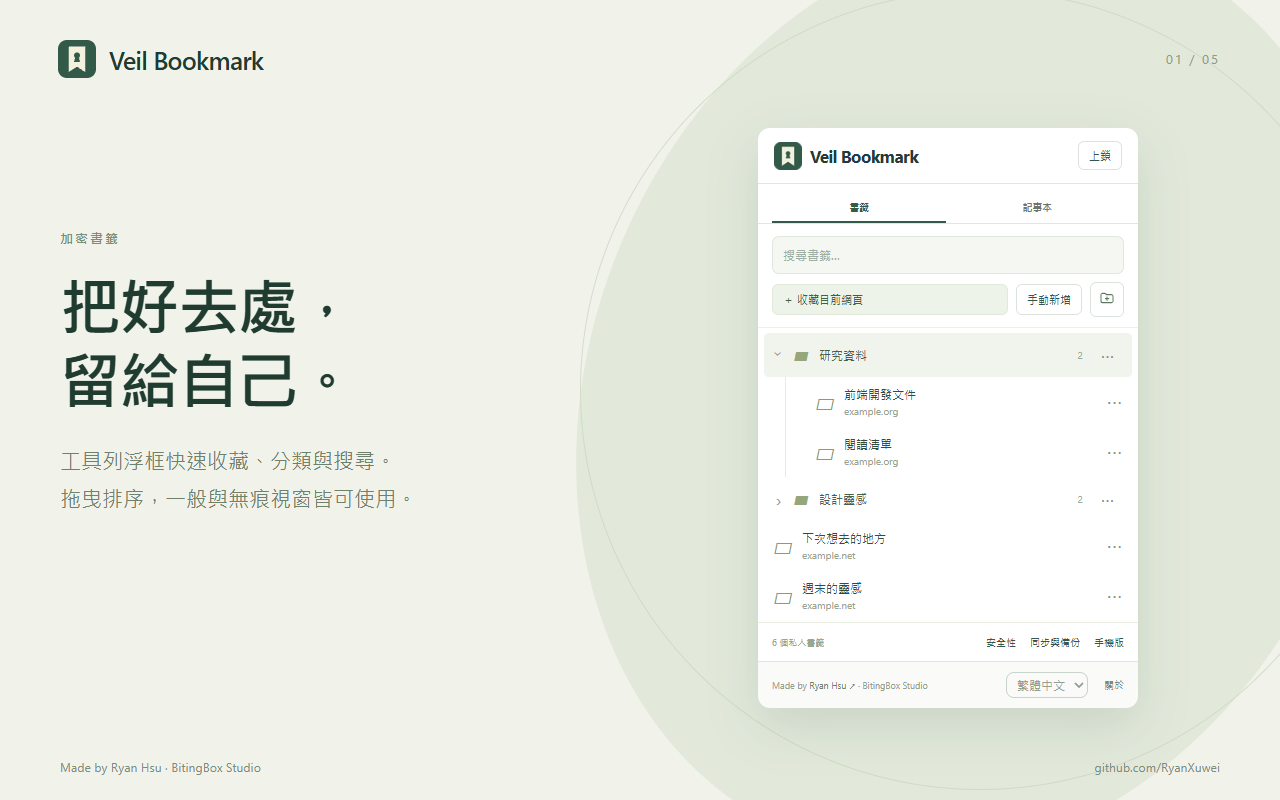 Veil Bookmark
01 / 05
加密書籤
把好去處，
留給自己。
工具列浮框快速收藏、分類與搜尋。
拖曳排序，一般與無痕視窗皆可使用。
Veil Bookmark
上鎖
書籤
記事本
搜尋書籤...
+ 收藏目前網頁
手動新增
研究資料
2
前端開發文件
example.org
閱讀清單
example.org
設計靈感
2
下次想去的地方
example.net
週末的靈感
example.net
6 個私人書籤
安全性
同步與備份
手機版
Made by Ryan Hsu ↗ · BitingBox Studio
繁體中文
關於
Made by Ryan Hsu · BitingBox Studio
github.com/RyanXuwei